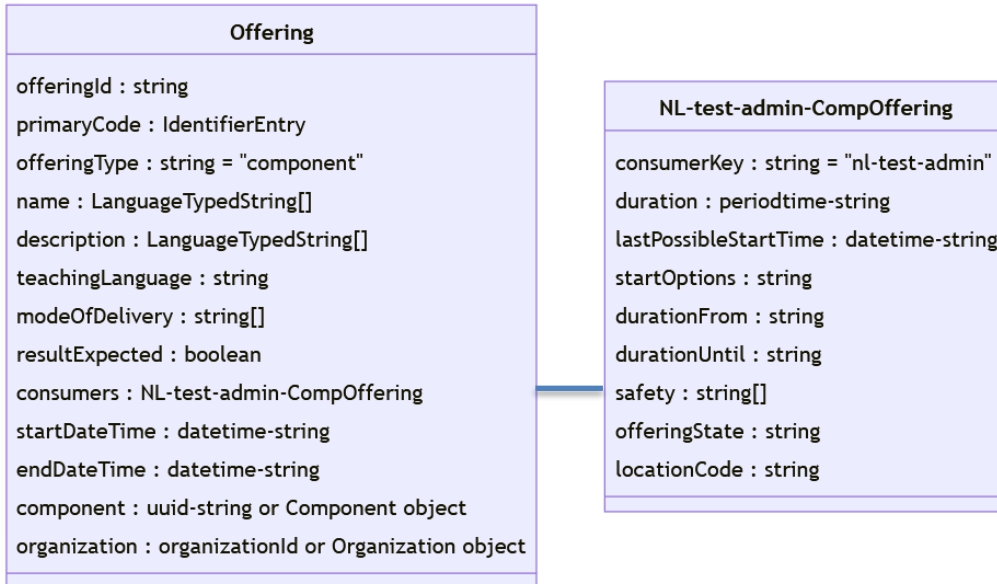 Offering
offeringId : string
primaryCode : IdentifierEntry
offeringType : string = "component"
name : LanguageTypedString[]
description : LanguageTypedString[]
teachingLanguage : string
modeOfDelivery : string[]
resultExpected : boolean
consumers : NL-test-admin-CompOffering
startDateTime : datetime-string
endDateTime : datetime-string
component : uuid-string or Component object
organization : organizationId or Organization object
NL-test-admin-CompOffering
consumerKey : string = "nl-test-admin"
duration : periodtime-string
lastPossibleStartTime : datetime-string
startOptions : string
durationFrom : string
durationUntil : string
safety : string[]
offeringState : string
locationCode : string